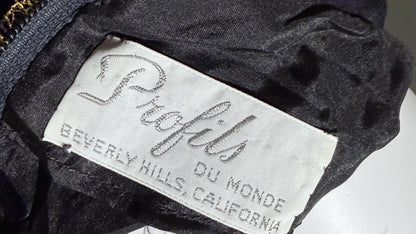 Profils
DU MONDE
BEVERLY HILLS, CALIFORNIA